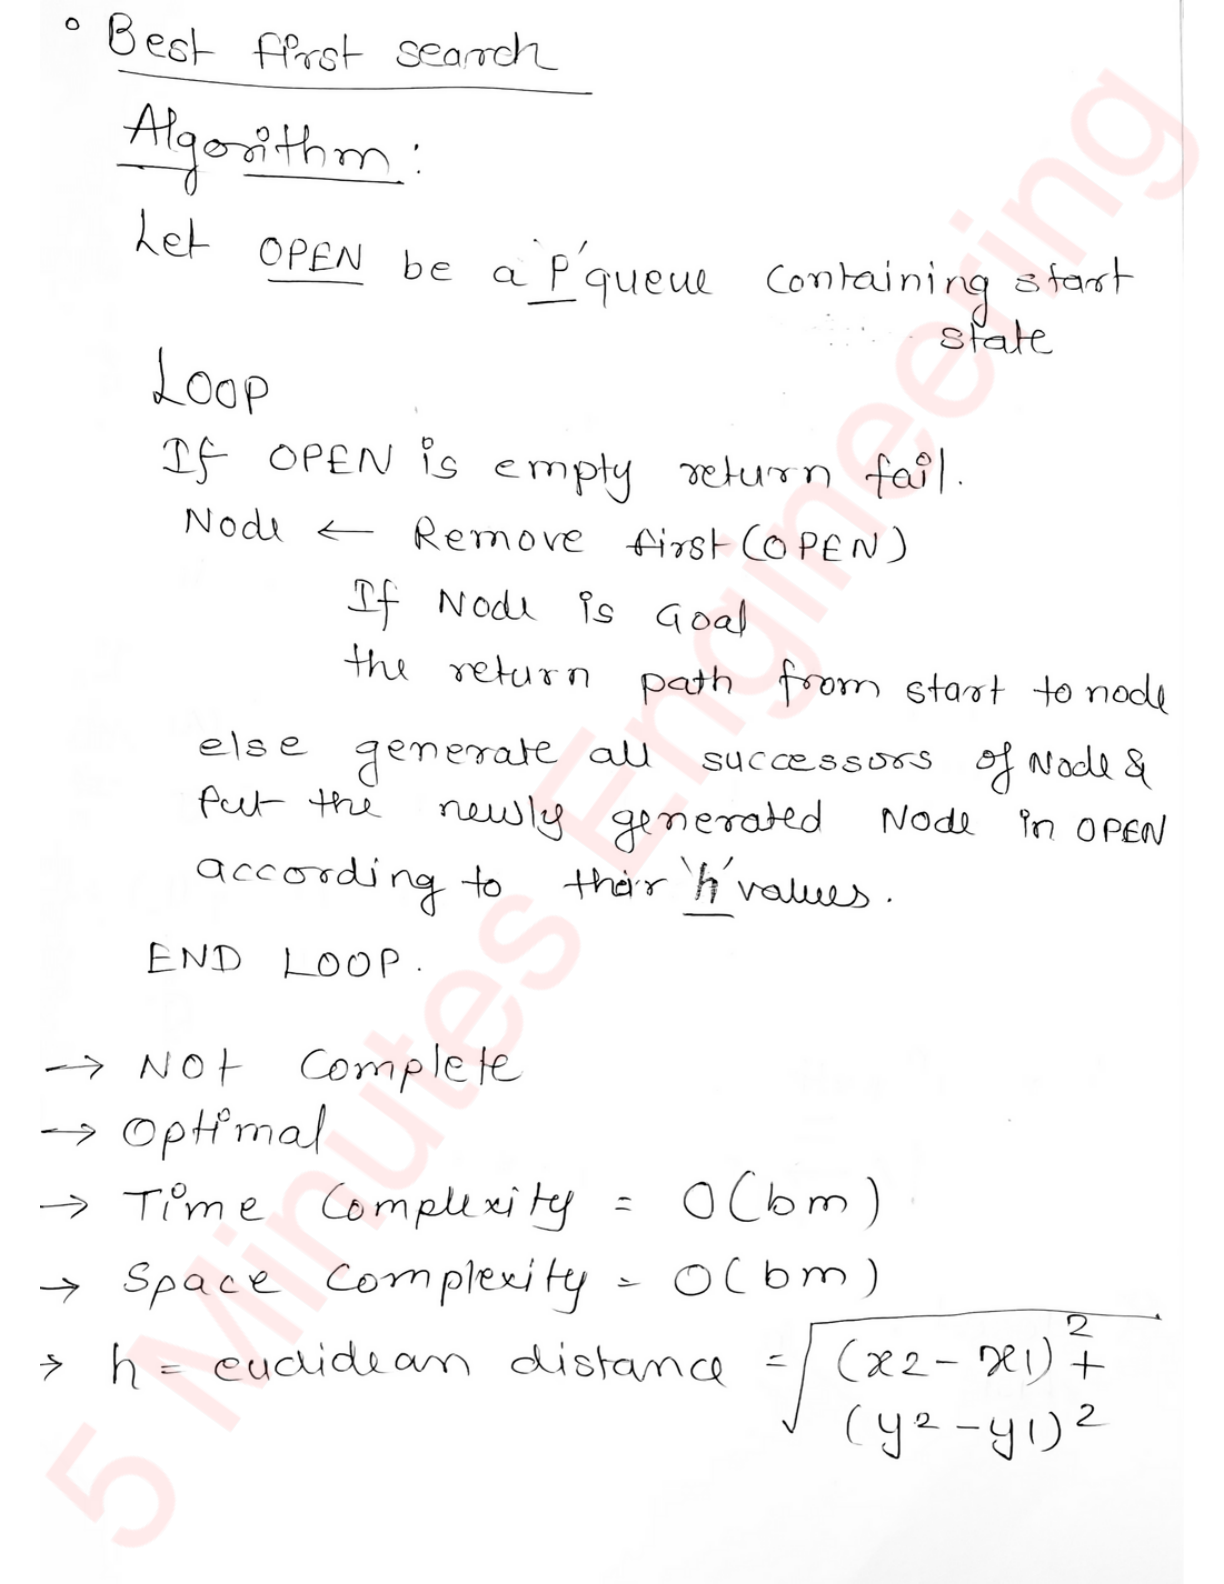 ° Best first search
Algorithm:
Let OPEN be a 'P' queue containing start
state
LOOP
If OPEN is empty return fail.
Node ← Remove first (OPEN)
If Node is Goal
the return path from start to node
else generate all successors of Node &
Put the newly generated Node in OPEN
according to their 'h' values.
END LOOP.
→ Not Complete
→ Optimal
→ Time Complexity = O(bm)
→ Space Complexity = O(bm)
→ h = euclidean distance = √(x2 - x1)² +
(y2 - y1)²
5 Minutes Engineering